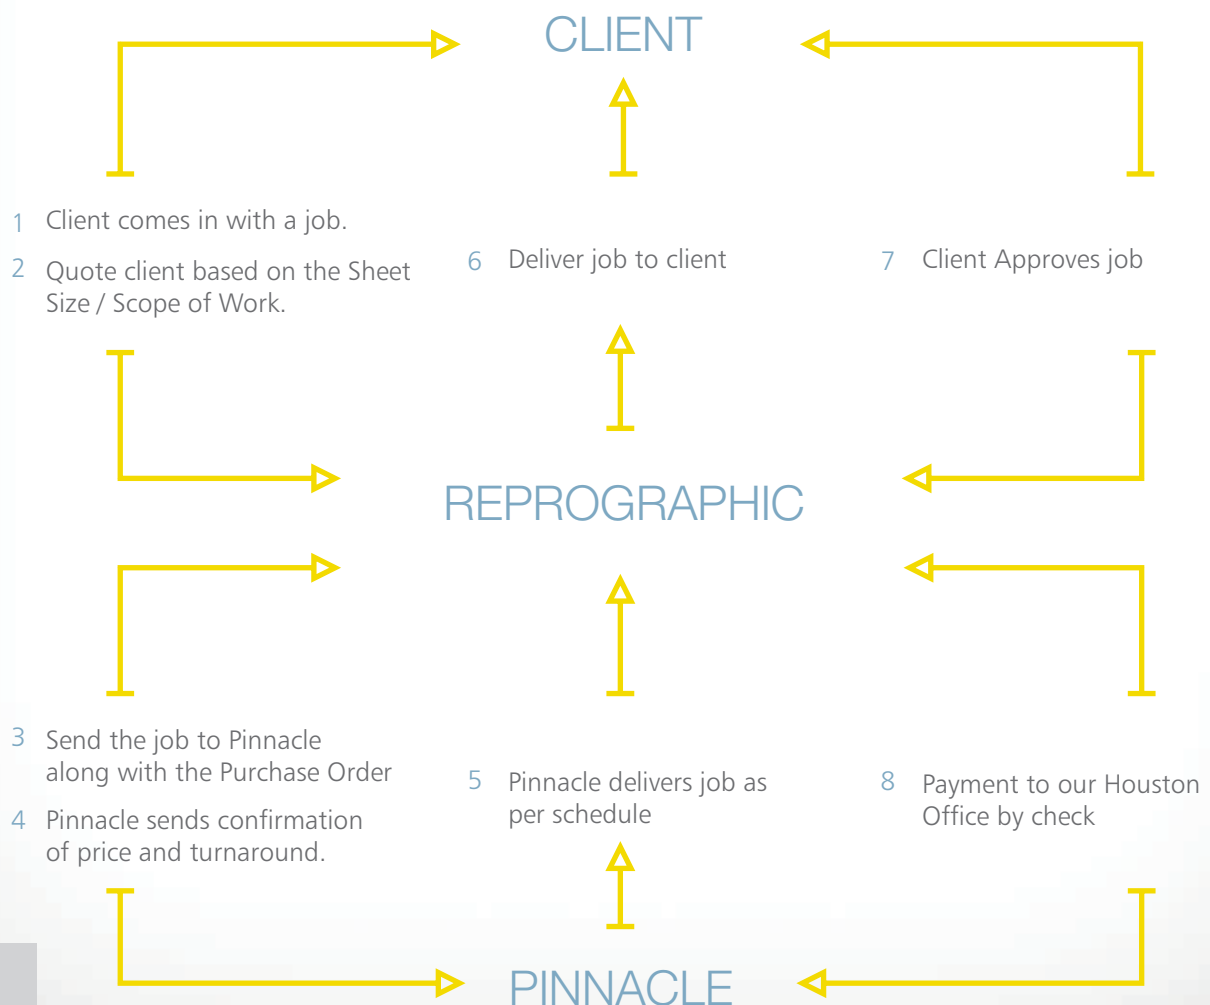 CLIENT
1 Client comes in with a job.
2 Quote client based on the Sheet
Size / Scope of Work.
6 Deliver job to client
7 Client Approves job
REPROGRAPHIC
3 Send the job to Pinnacle
along with the Purchase Order
4 Pinnacle sends confirmation
of price and turnaround.
5 Pinnacle delivers job as
per schedule
8 Payment to our Houston
Office by check
PINNACLE